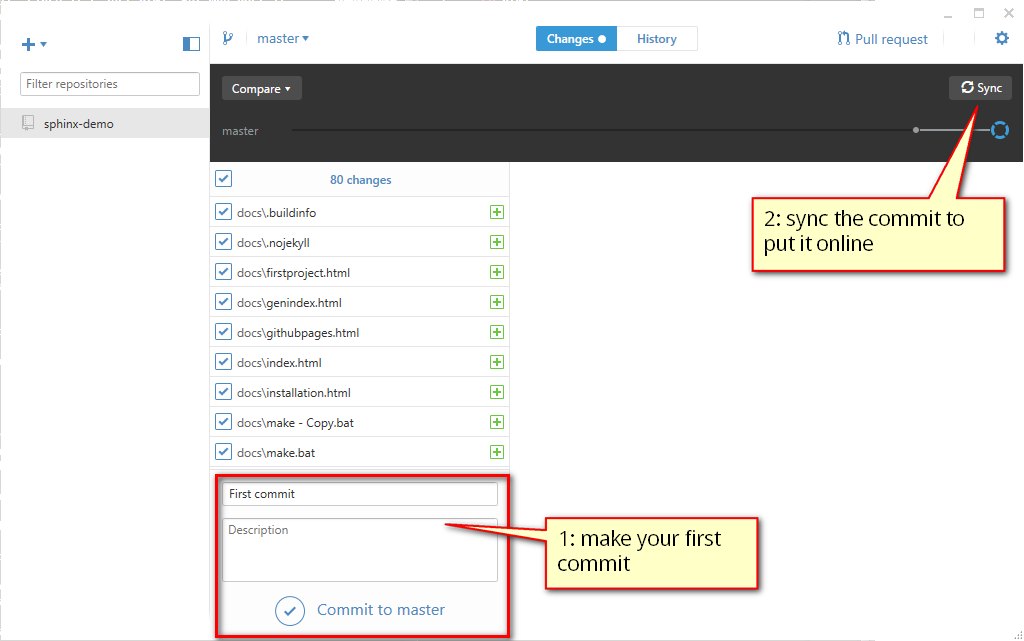 master
Changes
History
Pull request
Filter repositories
Compare
Sync
sphinx-demo
master
80 changes
docs\.buildinfo
docs\.nojekyll
docs\firstproject.html
docs\genindex.html
docs\githubpages.html
docs\index.html
docs\installation.html
docs\make - Copy.bat
docs\make.bat
2: sync the commit to
put it online
First commit
Description
1: make your first
commit
Commit to master